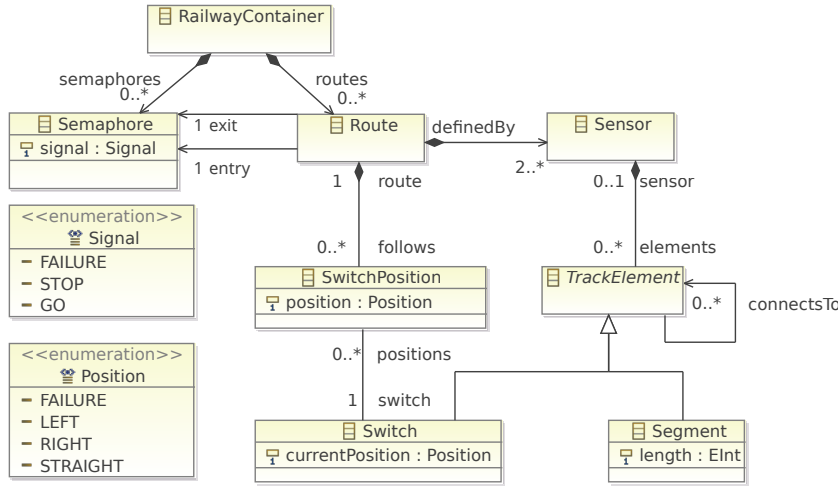 RailwayContainer
semaphores
routes
0..*
0..*
Semaphore
signal : Signal
1 exit
1 entry
Route
definedBy
2..*
Sensor
1 route
0..1 sensor
<<enumeration>>
Signal
FAILURE
STOP
GO
0..* follows
0..* elements
SwitchPosition
position : Position
TrackElement
0..*
connectsTo
<<enumeration>>
Position
FAILURE
LEFT
RIGHT
STRAIGHT
0..* positions
1 switch
Switch
currentPosition : Position
Segment
length : EInt